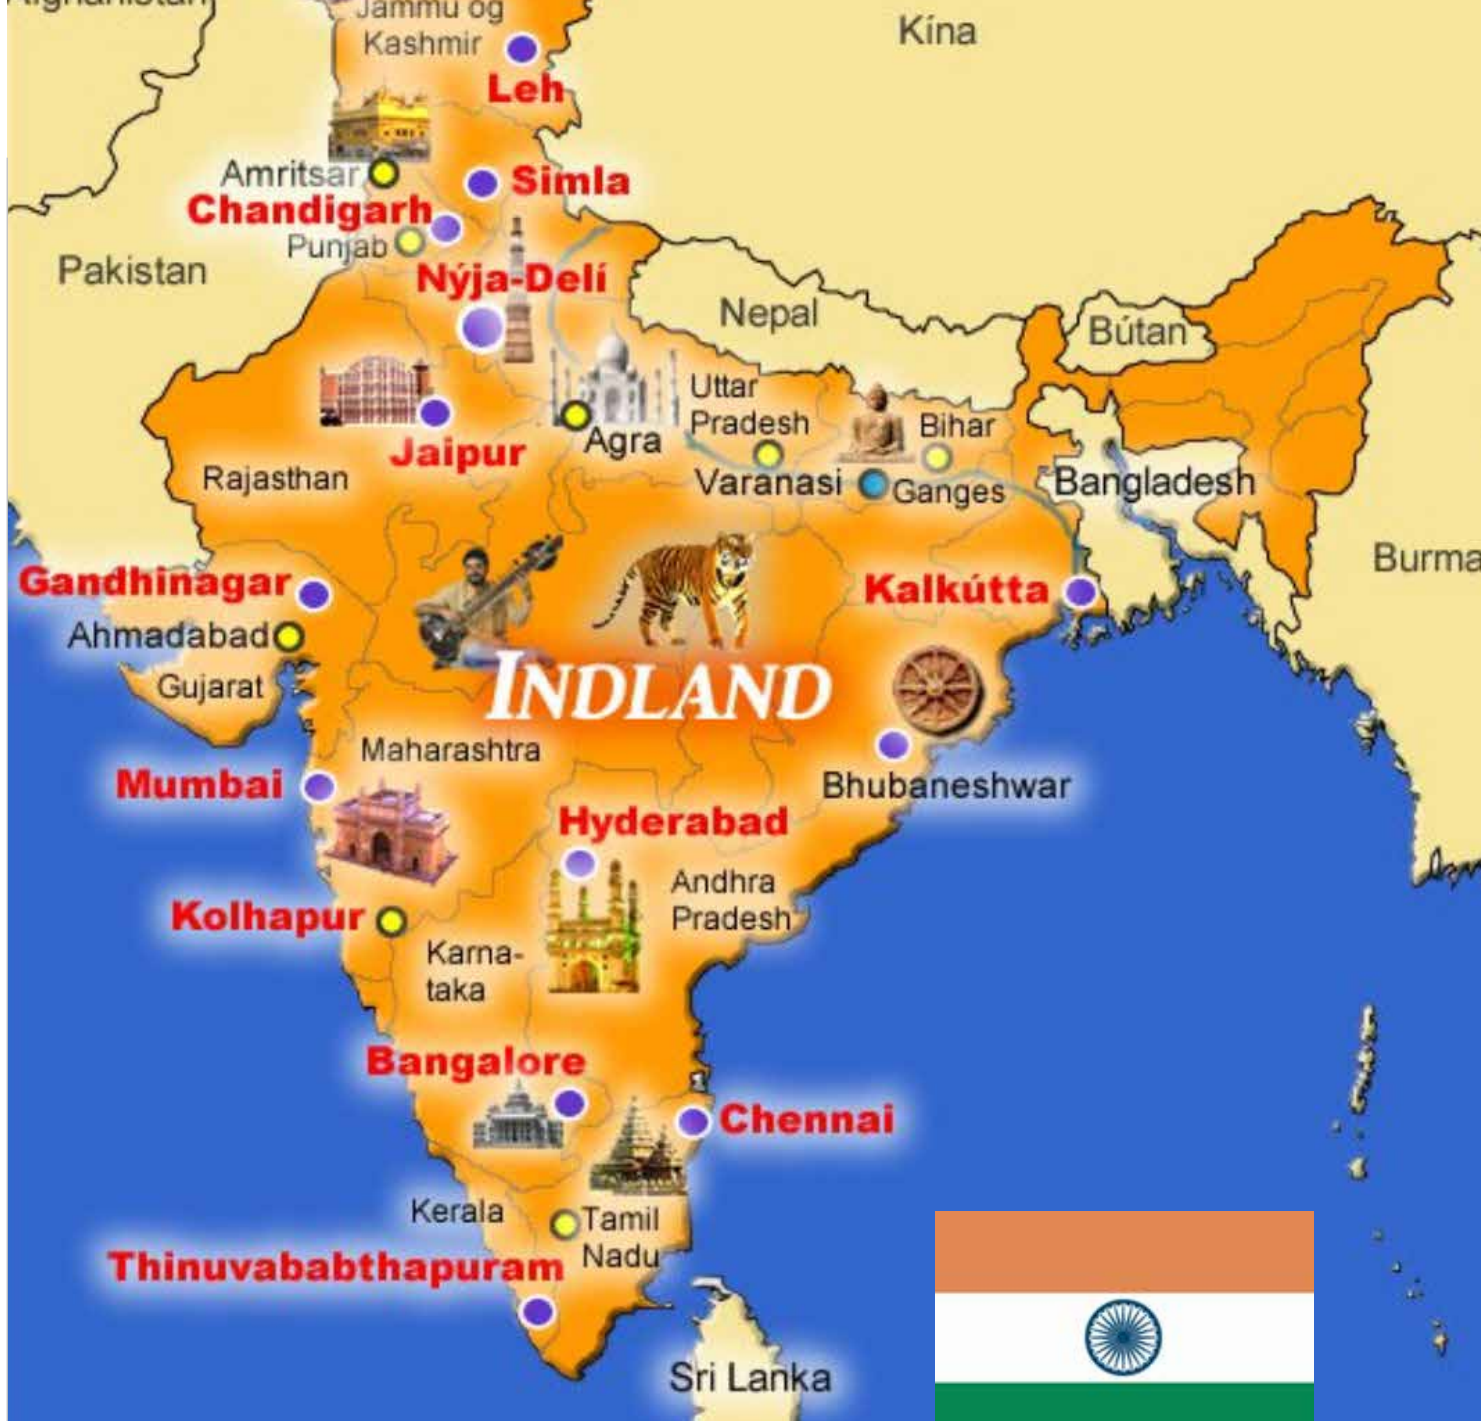 Afghanistan
Jammu og
Kashmir
Kína
Leh
Amritsar
Simla
Chandigarh
Punjab
Pakistan
Nýja-Delí
Nepal
Bútan
Uttar
Pradesh
Bihar
Agra
Jaipur
Rajasthan
Varanasi
Ganges
Bangladesh
Burma
Gandhinagar
Kalkútta
Ahmadabad
Gujarat
INDLAND
Maharashtra
Mumbai
Bhubaneshwar
Hyderabad
Andhra
Pradesh
Kolhapur
Karna-
taka
Bangalore
Chennai
Kerala
Tamil
Nadu
Thinuvababthapuram
Sri Lanka